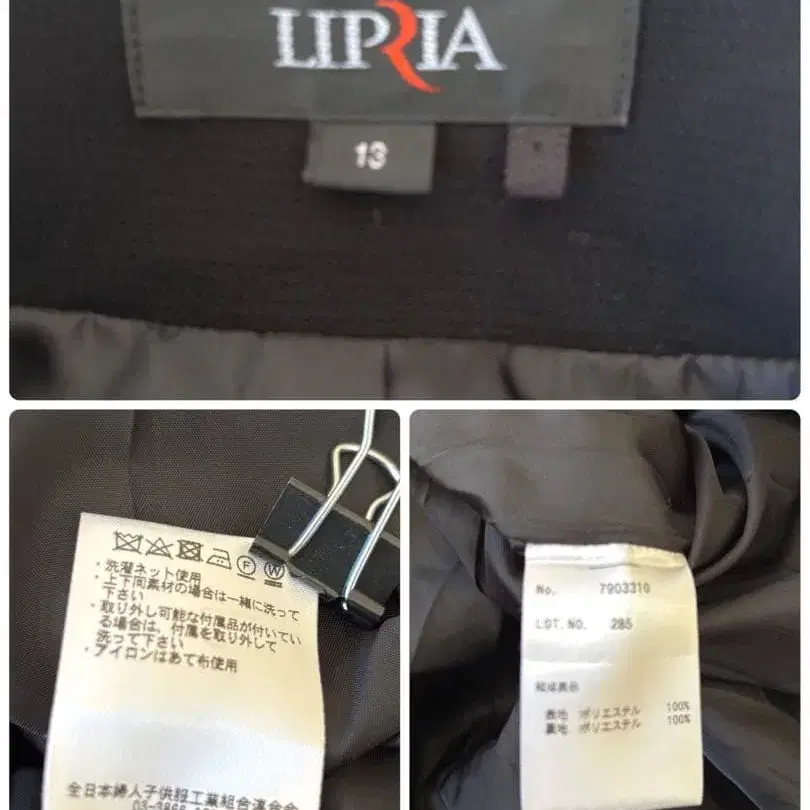 LIPRIA
13
F W
・洗濯ネット使用
・上下同素材の場合は一緒に洗って
下さい
・取り外し可能な付属品が付いてい
る場合は、付属を取り外して
洗って下さい
・アイロンはあて布使用
全日本婦人子供服工業組合連合会
No. 7903310
LOT.NO. 285
組成表品
表地 ポリエステル 100%
裏地 ポリエステル 100%